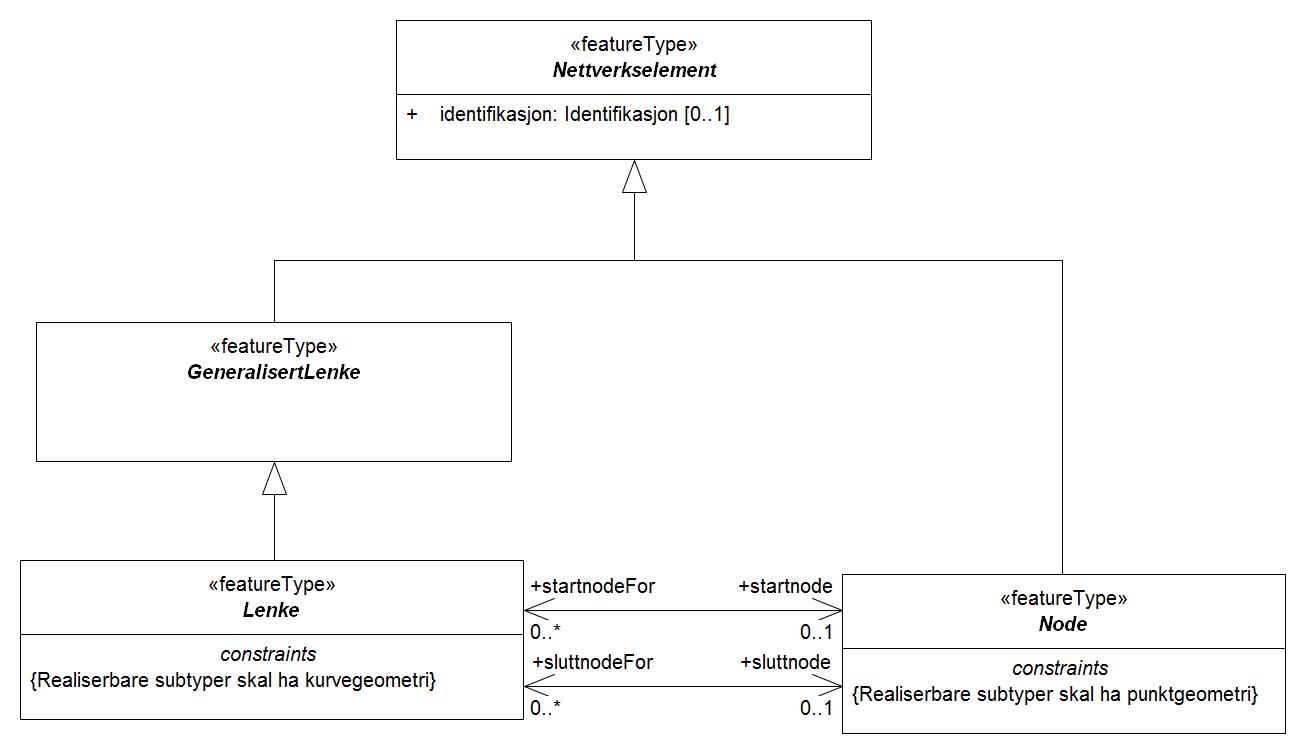 «featureType»
Nettverkselement
+ identifikasjon: Identifikasjon [0..1]
«featureType»
GeneralisertLenke
«featureType»
Lenke
constraints
{Realiserbare subtyper skal ha kurvegeometri}
+startnodeFor +startnode
0..* 0..1
+sluttnodeFor +sluttnode
0..* 0..1
«featureType»
Node
constraints
{Realiserbare subtyper skal ha punktgeometri}